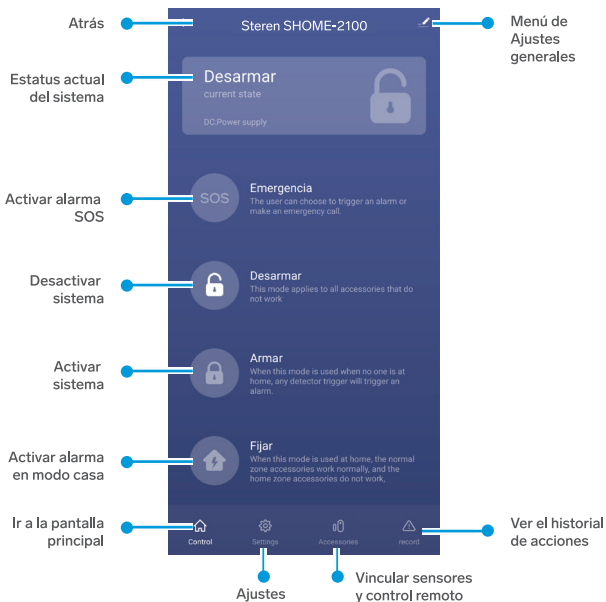 Atrás
Steren SHOME-2100
Menú de
Ajustes
generales
Estatus actual
del sistema
Desarmar
current state
DC:Power supply
Activar alarma
SOS
SOS
Emergencia
The user can choose to trigger an alarm or
make an emergency call.
Desactivar
sistema
Desarmar
This mode applies to all accessories that do
not work
Activar
sistema
Armar
When this mode is used when no one is at
home, any detector trigger will trigger an
alarm.
Activar alarma
en modo casa
Fijar
When this mode is used at home, the normal
zone accessories work normally, and the
home zone accessories do not work,
Ir a la pantalla
principal
Control
Settings
Accessories
record
Ver el historial
de acciones
Ajustes
Vincular sensores
y control remoto